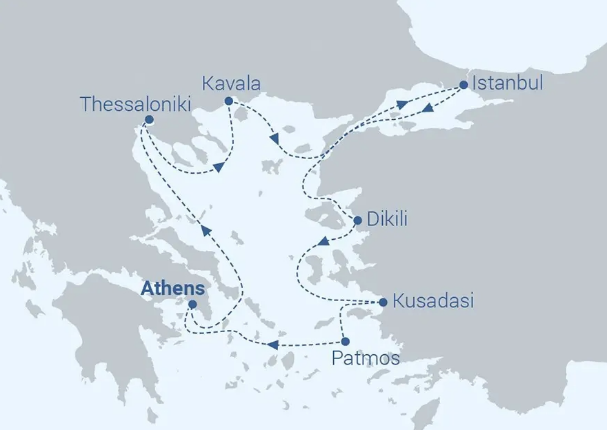 Kavala
Istanbul
Thessaloniki
Dikili
Athens
Kusadasi
Patmos